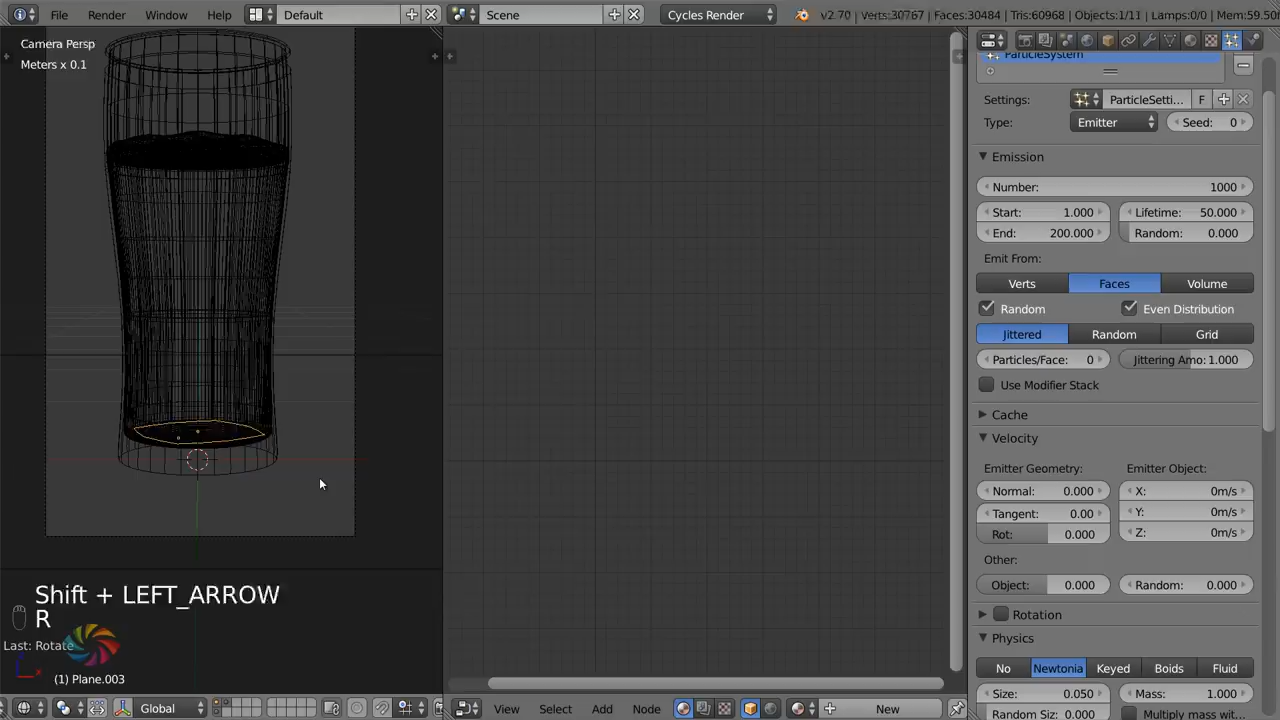 File Render Window Help Default Scene Cycles Render v2.70 | Verts:30767 | Faces:30484 | Tris:60968 | Objects:1/11 | Lamps:0/0 | Mem:59.50
Camera Persp
Meters x 0.1
ParticleSystem
Settings: ParticleSetti... F
Type: Emitter Seed: 0
Emission
Number: 1000
Start: 1.000 Lifetime: 50.000
End: 200.000 Random: 0.000
Emit From:
Verts Faces Volume
Random Even Distribution
Jittered Random Grid
Particles/Face: 0 Jittering Amo: 1.000
Use Modifier Stack
Cache
Velocity
Emitter Geometry: Emitter Object:
Normal: 0.000 X: 0m/s
Tangent: 0.00 Y: 0m/s
Rot: 0.000 Z: 0m/s
Other:
Object: 0.000 Random: 0.000
Rotation
Physics
No Newtonia Keyed Boids Fluid
Size: 0.050 Mass: 1.000
Random Siz: 0.000 Multiply mass wit...
Shift + LEFT_ARROW
R
Last: Rotate
(1) Plane.003
Global View Select Add Node New